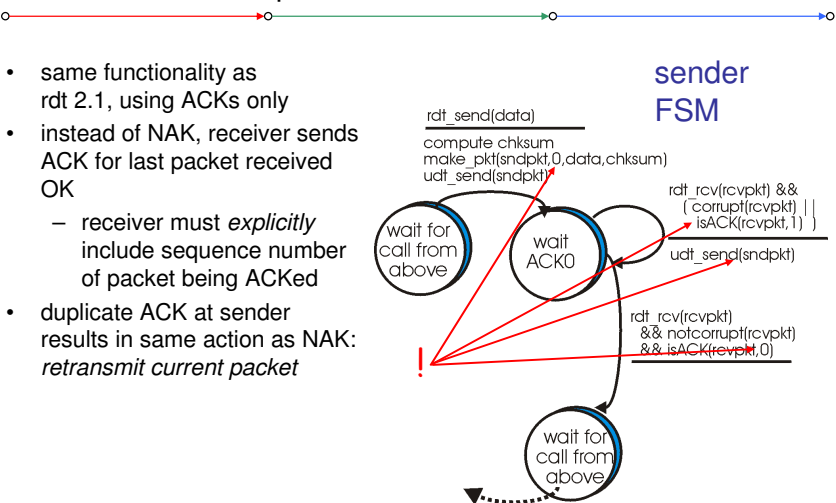 • same functionality as
rdt 2.1, using ACKs only
• instead of NAK, receiver sends
ACK for last packet received
OK
– receiver must explicitly
include sequence number
of packet being ACKed
• duplicate ACK at sender
results in same action as NAK:
retransmit current packet
sender
FSM
rdt_send(data)
compute chksum
make_pkt(sndpkt,0,data,chksum)
udt_send(sndpkt)
wait for
call from
above
wait
ACK0
rdt_rcv(rcvpkt) &&
( corrupt(rcvpkt) ||
isACK(rcvpkt,1) )
udt_send(sndpkt)
rdt_rcv(rcvpkt)
&& notcorrupt(rcvpkt)
&& isACK(rcvpkt,0)
!
wait for
call from
above